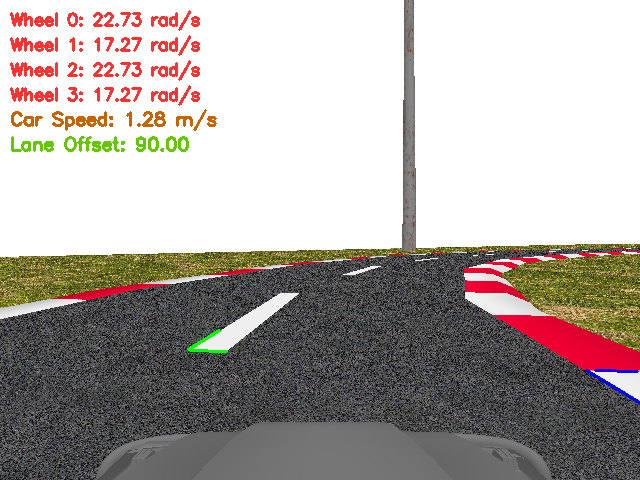 Wheel 0: 22.73 rad/s
Wheel 1: 17.27 rad/s
Wheel 2: 22.73 rad/s
Wheel 3: 17.27 rad/s
Car Speed: 1.28 m/s
Lane Offset: 90.00